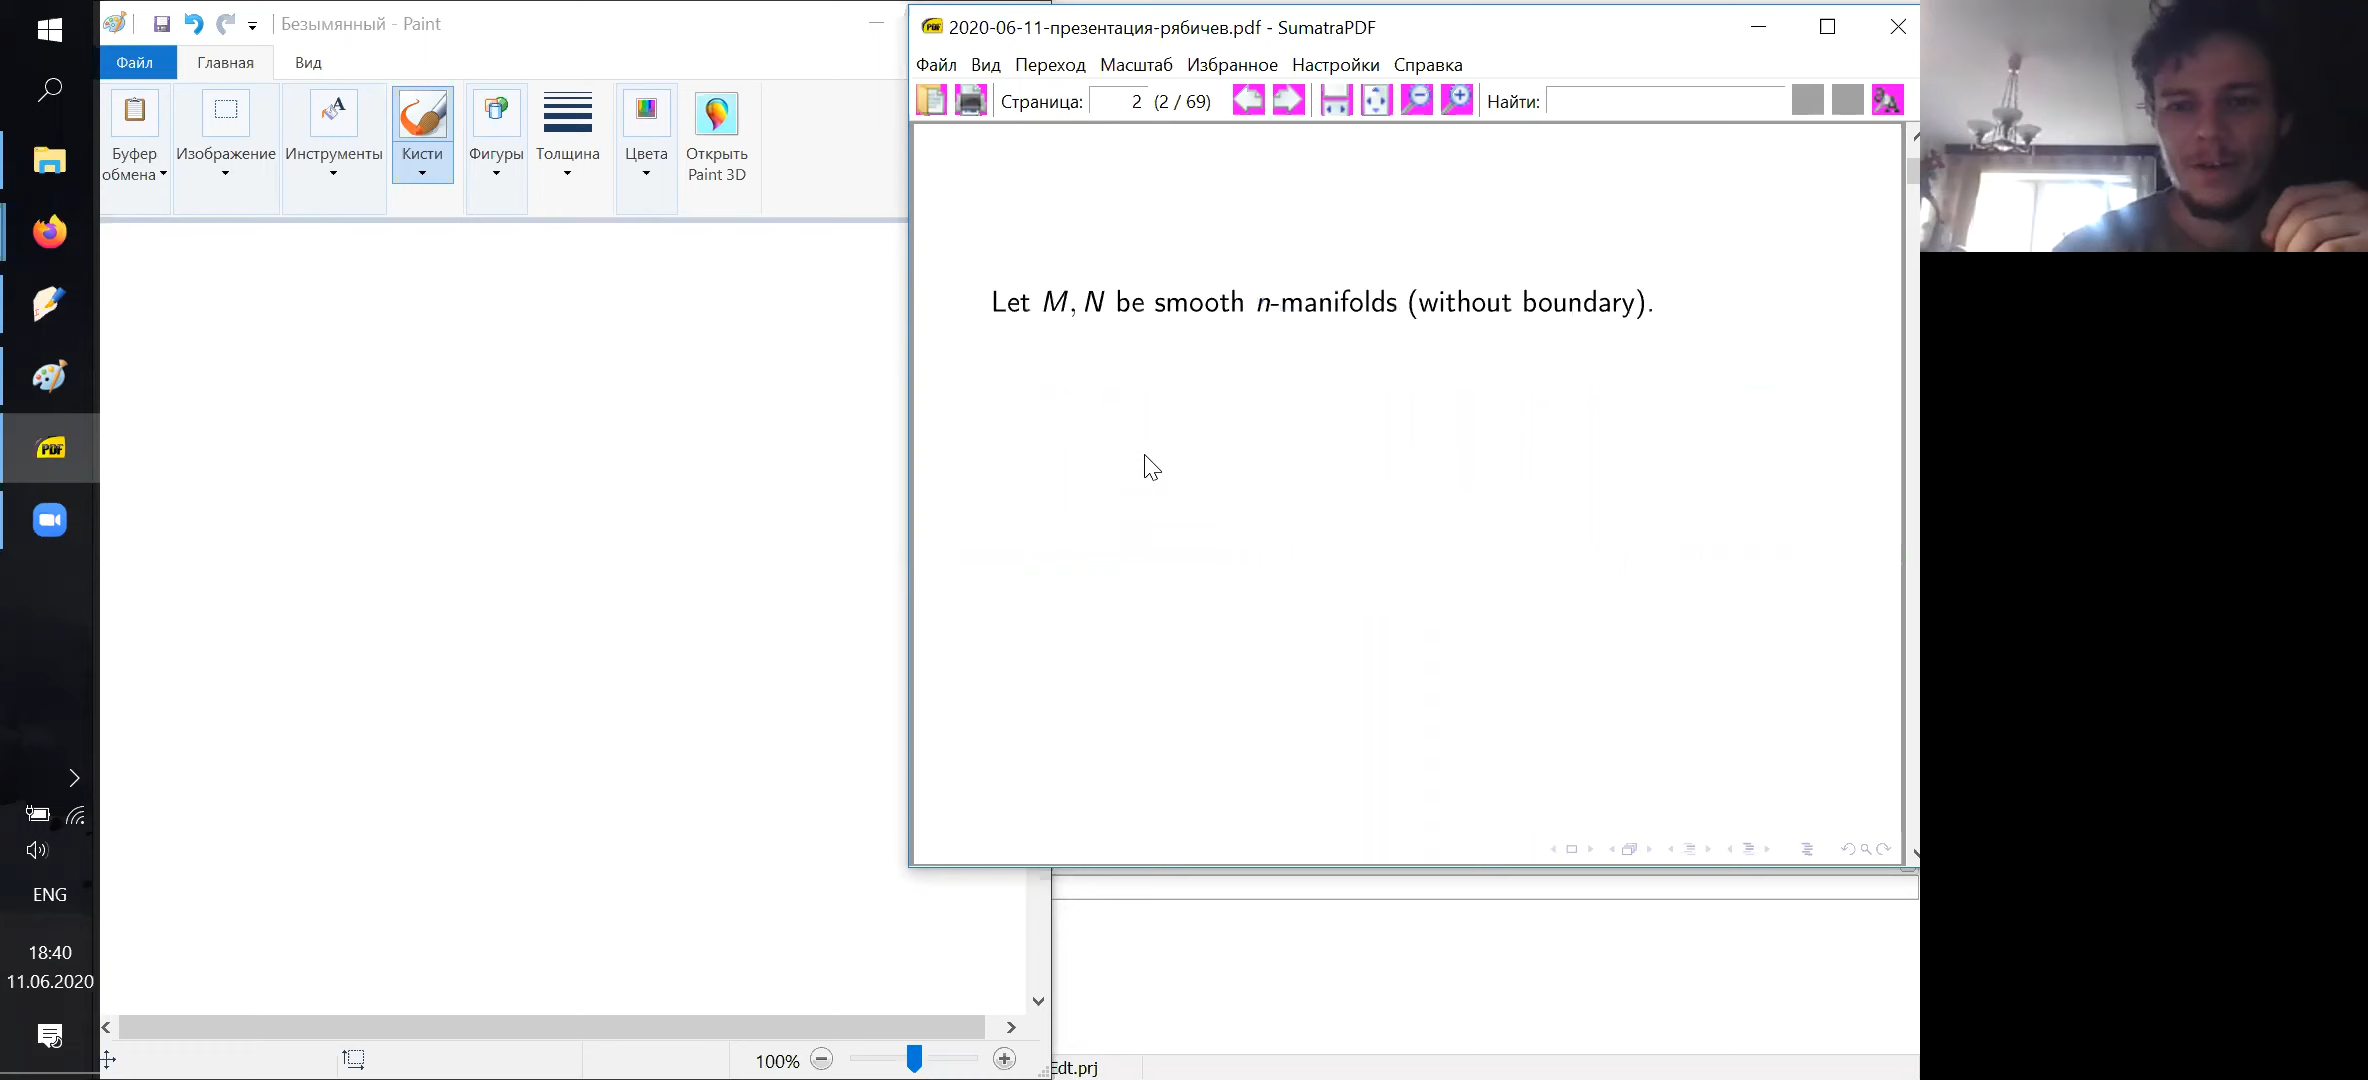 Безымянный - Paint
Файл
Главная
Вид
Буфер обмена
Изображение
Инструменты
Кисти
Фигуры
Толщина
Цвета
Открыть Paint 3D
2020-06-11-презентация-рябичев.pdf - SumatraPDF
Файл Вид Переход Масштаб Избранное Настройки Справка
Страница: 2 (2 / 69) Найти:
Let M, N be smooth n-manifolds (without boundary).
PDF
ENG
18:40
11.06.2020
100%
Edt.prj